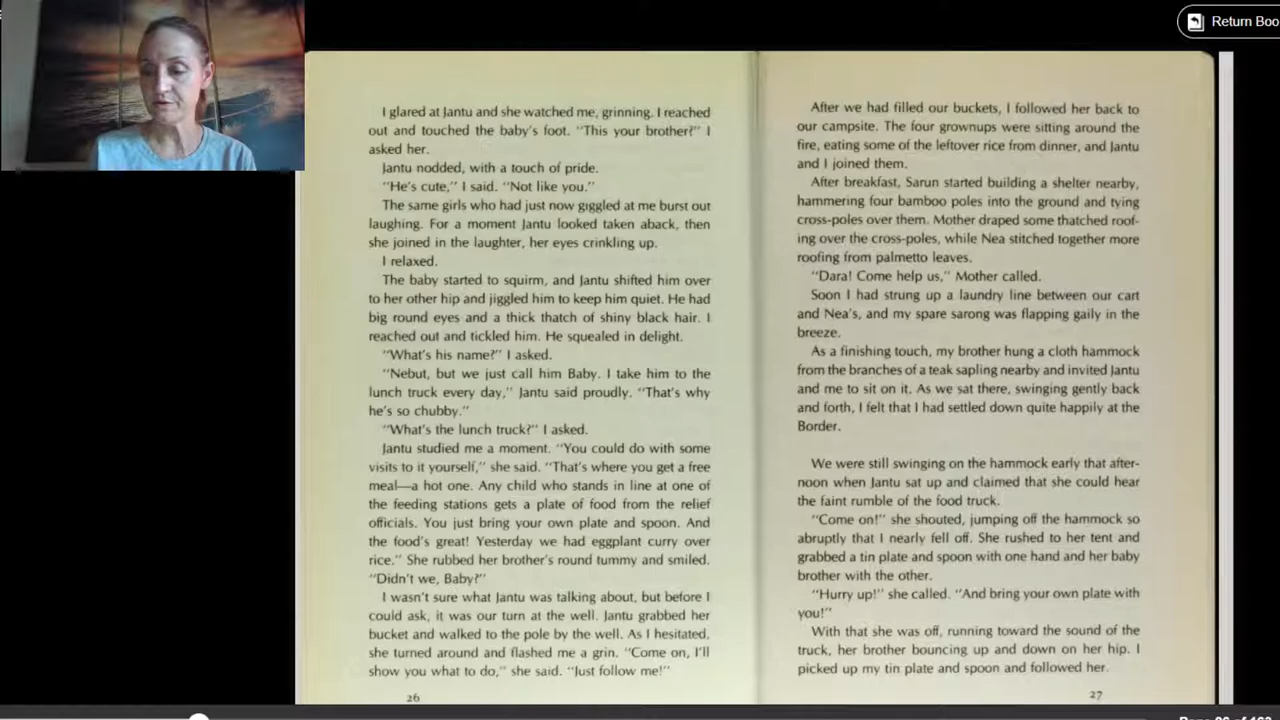 Return Boo
I glared at Jantu and she watched me, grinning. I reached
out and touched the baby's foot. "This your brother?" I
asked her.
Jantu nodded, with a touch of pride.
"He's cute," I said. "Not like you."
The same girls who had just now giggled at me burst out
laughing. For a moment Jantu looked taken aback, then
she joined in the laughter, her eyes crinkling up.
I relaxed.
The baby started to squirm, and Jantu shifted him over
to her other hip and jiggled him to keep him quiet. He had
big round eyes and a thick thatch of shiny black hair. I
reached out and tickled him. He squealed in delight.
"What's his name?" I asked.
"Nebut, but we just call him Baby. I take him to the
lunch truck every day," Jantu said proudly. "That's why
he's so chubby."
"What's the lunch truck?" I asked.
Jantu studied me a moment. "You could do with some
visits to it yourself," she said. "That's where you get a free
meal—a hot one. Any child who stands in line at one of
the feeding stations gets a plate of food from the relief
officials. You just bring your own plate and spoon. And
the food's great! Yesterday we had eggplant curry over
rice." She rubbed her brother's round tummy and smiled.
"Didn't we, Baby?"
I wasn't sure what Jantu was talking about, but before I
could ask, it was our turn at the well. Jantu grabbed her
bucket and walked to the pole by the well. As I hesitated,
she turned around and flashed me a grin. "Come on, I'll
show you what to do," she said. "Just follow me!"
26
After we had filled our buckets, I followed her back to
our campsite. The four grownups were sitting around the
fire, eating some of the leftover rice from dinner, and Jantu
and I joined them.
After breakfast, Sarun started building a shelter nearby,
hammering four bamboo poles into the ground and tying
cross-poles over them. Mother draped some thatched roof-
ing over the cross-poles, while Nea stitched together more
roofing from palmetto leaves.
"Dara! Come help us," Mother called.
Soon I had strung up a laundry line between our cart
and Nea's, and my spare sarong was flapping gaily in the
breeze.
As a finishing touch, my brother hung a cloth hammock
from the branches of a teak sapling nearby and invited Jantu
and me to sit on it. As we sat there, swinging gently back
and forth, I felt that I had settled down quite happily at the
Border.
We were still swinging on the hammock early that after-
noon when Jantu sat up and claimed that she could hear
the faint rumble of the food truck.
"Come on!" she shouted, jumping off the hammock so
abruptly that I nearly fell off. She rushed to her tent and
grabbed a tin plate and spoon with one hand and her baby
brother with the other.
"Hurry up!" she called. "And bring your own plate with
you!"
With that she was off, running toward the sound of the
truck, her brother bouncing up and down on her hip. I
picked up my tin plate and spoon and followed her.
27